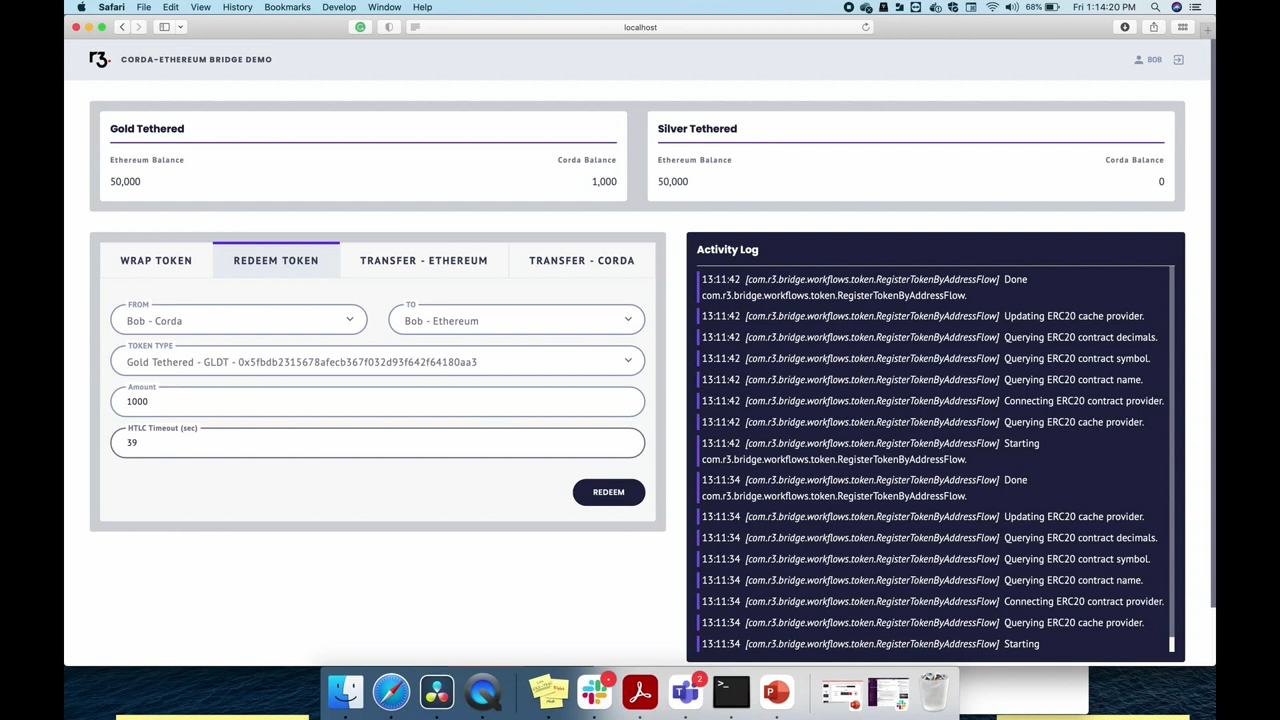 Safari File Edit View History Bookmarks Develop Window Help 68% Fri 1:14:20 PM
localhost
r3. CORDA-ETHEREUM BRIDGE DEMO BOB
Gold Tethered
Ethereum Balance Corda Balance
50,000 1,000
Silver Tethered
Ethereum Balance Corda Balance
50,000 0
WRAP TOKEN REDEEM TOKEN TRANSFER - ETHEREUM TRANSFER - CORDA
FROM
Bob - Corda
TO
Bob - Ethereum
TOKEN TYPE
Gold Tethered - GLDT - 0x5fbdb2315678afecb367f032d93f642f64180aa3
Amount
1000
HTLC Timeout (sec)
39
REDEEM
Activity Log
13:11:42 [com.r3.bridge.workflows.token.RegisterTokenByAddressFlow] Done
com.r3.bridge.workflows.token.RegisterTokenByAddressFlow.
13:11:42 [com.r3.bridge.workflows.token.RegisterTokenByAddressFlow] Updating ERC20 cache provider.
13:11:42 [com.r3.bridge.workflows.token.RegisterTokenByAddressFlow] Querying ERC20 contract decimals.
13:11:42 [com.r3.bridge.workflows.token.RegisterTokenByAddressFlow] Querying ERC20 contract symbol.
13:11:42 [com.r3.bridge.workflows.token.RegisterTokenByAddressFlow] Querying ERC20 contract name.
13:11:42 [com.r3.bridge.workflows.token.RegisterTokenByAddressFlow] Connecting ERC20 contract provider.
13:11:42 [com.r3.bridge.workflows.token.RegisterTokenByAddressFlow] Querying ERC20 cache provider.
13:11:42 [com.r3.bridge.workflows.token.RegisterTokenByAddressFlow] Starting
com.r3.bridge.workflows.token.RegisterTokenByAddressFlow.
13:11:34 [com.r3.bridge.workflows.token.RegisterTokenByAddressFlow] Done
com.r3.bridge.workflows.token.RegisterTokenByAddressFlow.
13:11:34 [com.r3.bridge.workflows.token.RegisterTokenByAddressFlow] Updating ERC20 cache provider.
13:11:34 [com.r3.bridge.workflows.token.RegisterTokenByAddressFlow] Querying ERC20 contract decimals.
13:11:34 [com.r3.bridge.workflows.token.RegisterTokenByAddressFlow] Querying ERC20 contract symbol.
13:11:34 [com.r3.bridge.workflows.token.RegisterTokenByAddressFlow] Querying ERC20 contract name.
13:11:34 [com.r3.bridge.workflows.token.RegisterTokenByAddressFlow] Connecting ERC20 contract provider.
13:11:34 [com.r3.bridge.workflows.token.RegisterTokenByAddressFlow] Querying ERC20 cache provider.
13:11:34 [com.r3.bridge.workflows.token.RegisterTokenByAddressFlow] Starting
2